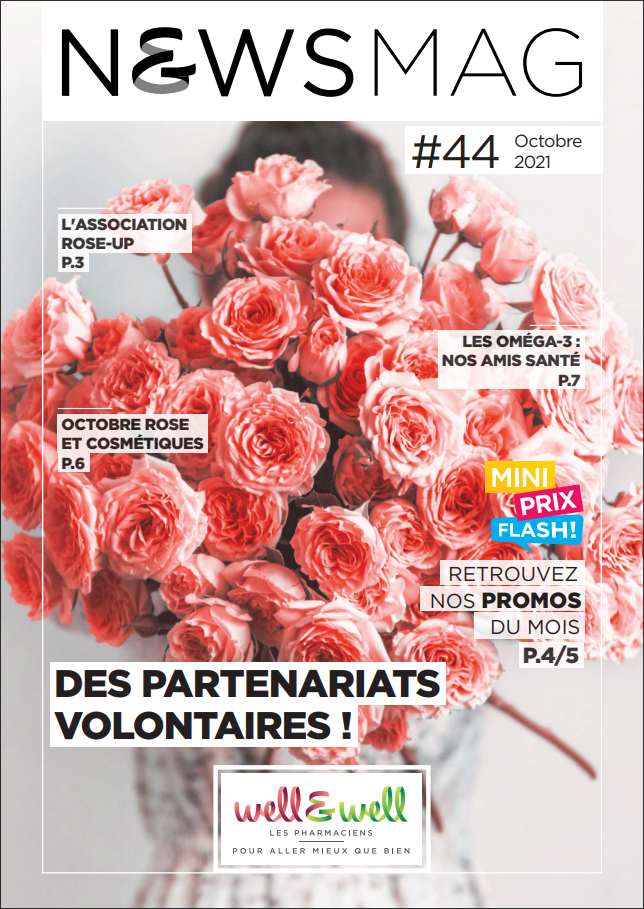 N&WSMAG
#44 Octobre
2021
L'ASSOCIATION
ROSE-UP
P.3
LES OMÉGA-3 :
NOS AMIS SANTÉ
P.7
OCTOBRE ROSE
ET COSMÉTIQUES
P.6
MINI
PRIX
FLASH!
RETROUVEZ
NOS PROMOS
DU MOIS
P.4/5
DES PARTENARIATS
VOLONTAIRES !
well&well
LES PHARMACIENS
POUR ALLER MIEUX QUE BIEN